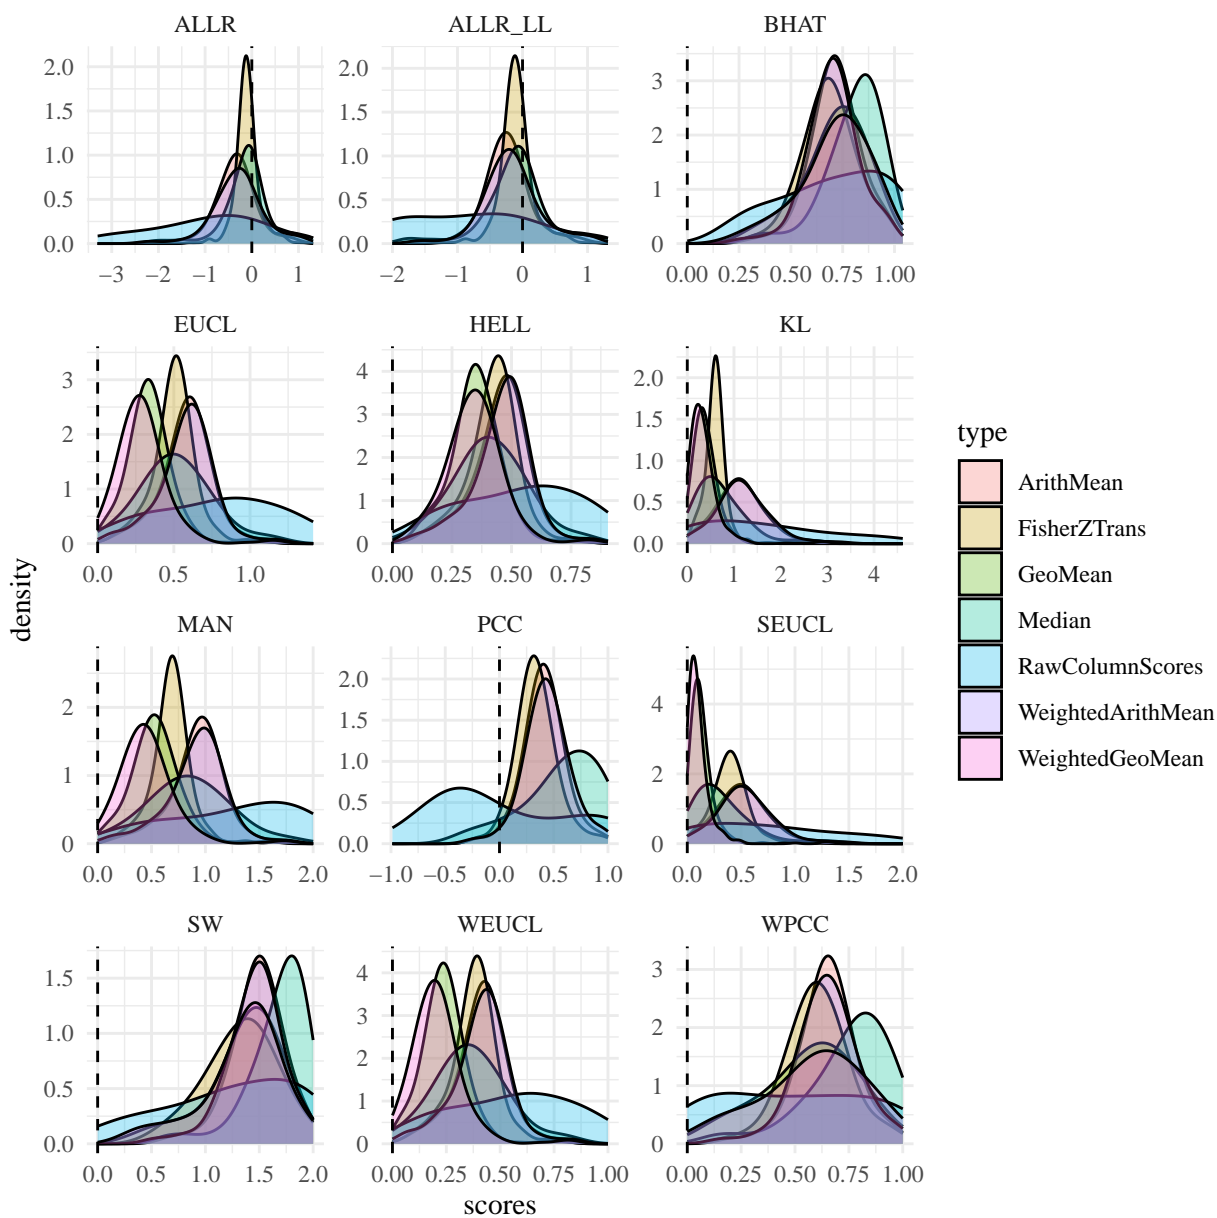 ALLR ALLR_LL BHAT
2.0 1.5 1.0 0.5 0.0
−3 −2 −1 0 1
2.0 1.5 1.0 0.5 0.0
−2 −1 0 1
3 2 1 0
0.00 0.25 0.50 0.75 1.00
EUCL HELL KL
3 2 1 0
0.0 0.5 1.0
4 3 2 1 0
0.00 0.25 0.50 0.75
2.0 1.5 1.0 0.5 0.0
0 1 2 3 4
MAN PCC SEUCL
2 1 0
0.0 0.5 1.0 1.5 2.0
2.0 1.5 1.0 0.5 0.0
−1.0 −0.5 0.0 0.5 1.0
4 2 0
0.0 0.5 1.0 1.5 2.0
SW WEUCL WPCC
1.5 1.0 0.5 0.0
0.0 0.5 1.0 1.5 2.0
4 3 2 1 0
0.00 0.25 0.50 0.75 1.00
3 2 1 0
0.00 0.25 0.50 0.75 1.00
density
scores
type
ArithMean
FisherZTrans
GeoMean
Median
RawColumnScores
WeightedArithMean
WeightedGeoMean